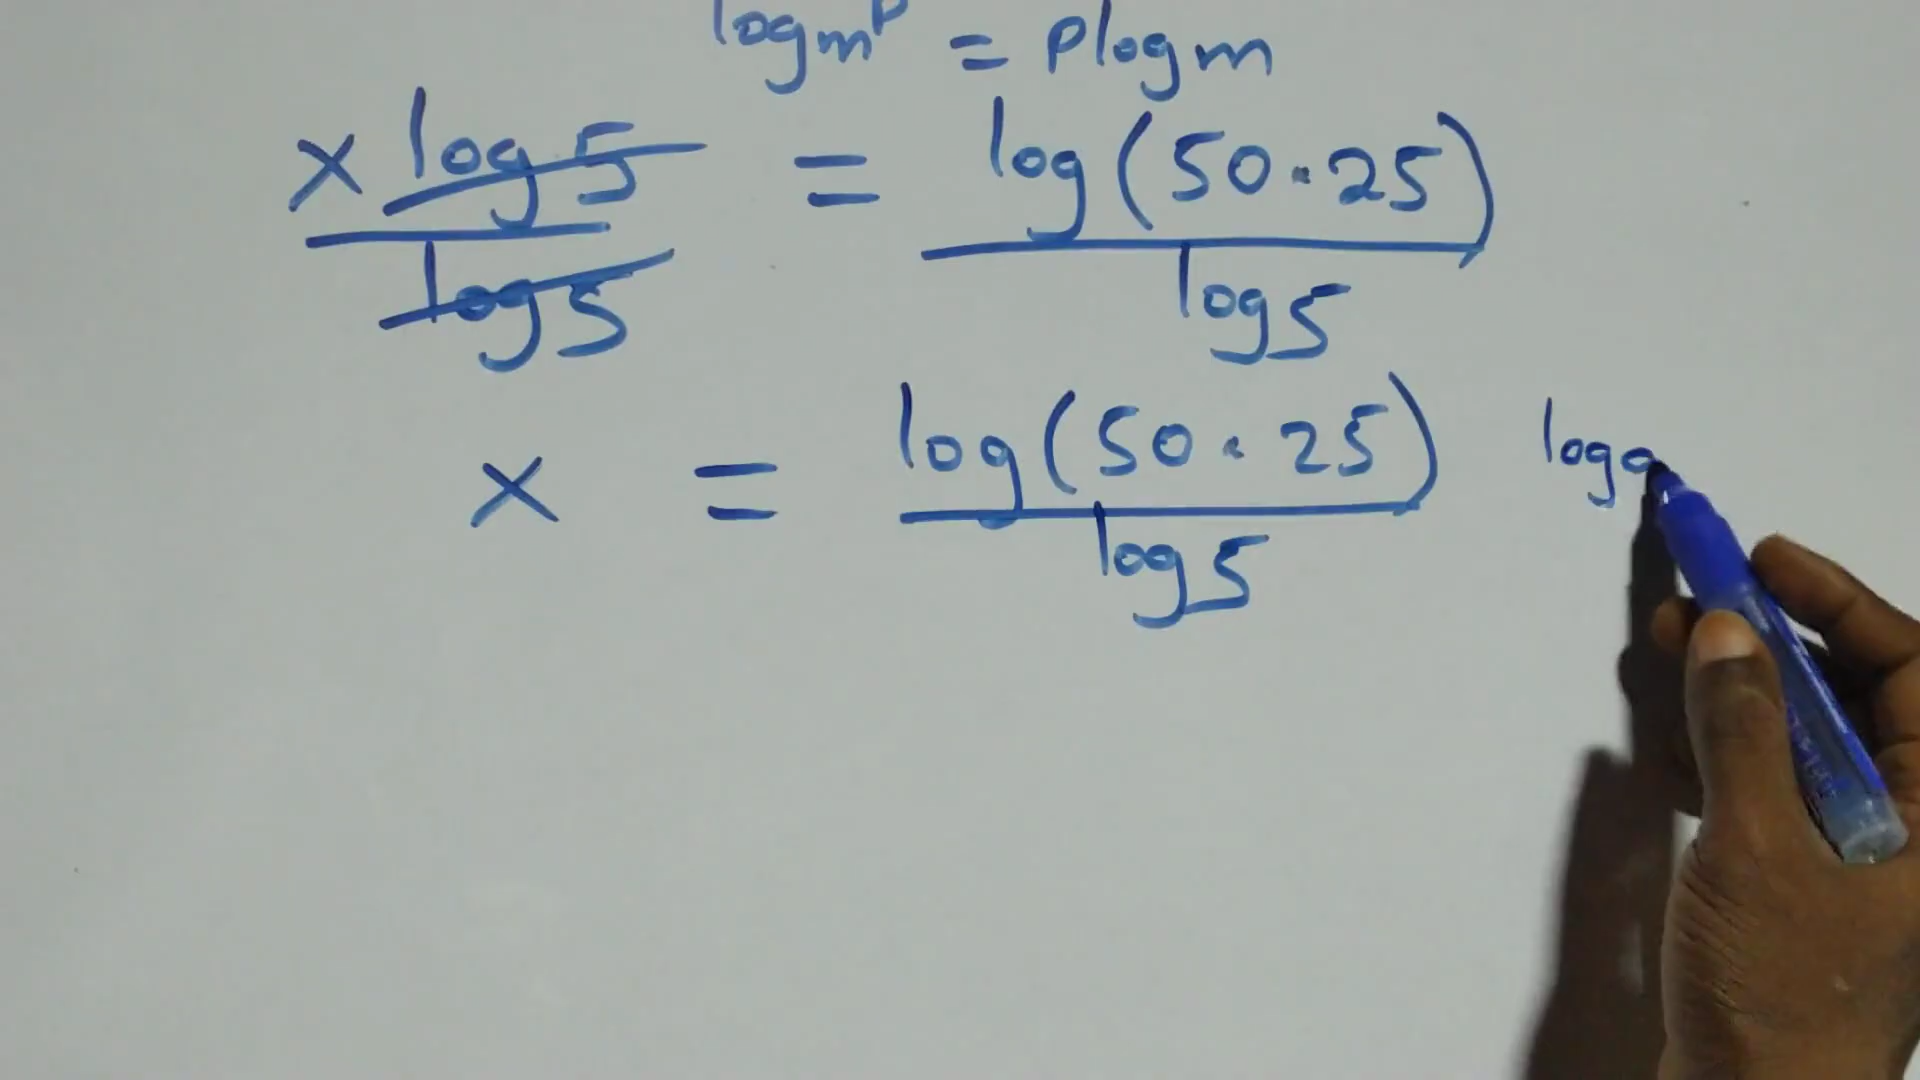 log m^p = p log m
x log 5 / log 5 = log(50·25) / log 5
x = log(50·25) / log 5
log a